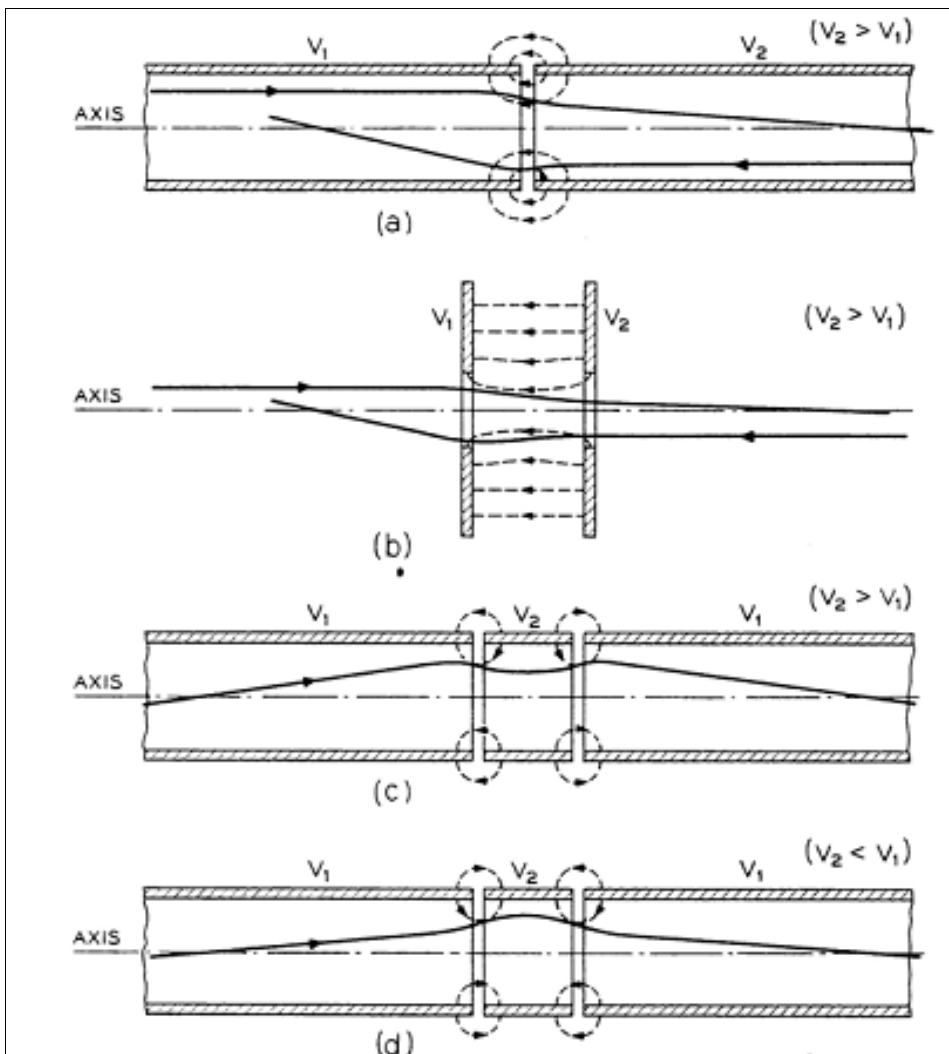 V₁ V₂ (V₂ > V₁)
AXIS
(a)
V₁ V₂ (V₂ > V₁)
AXIS
(b)
(V₂ > V₁)
V₁ V₂ V₁
AXIS
(c)
(V₂ < V₁)
V₁ V₂ V₁
AXIS
(d)